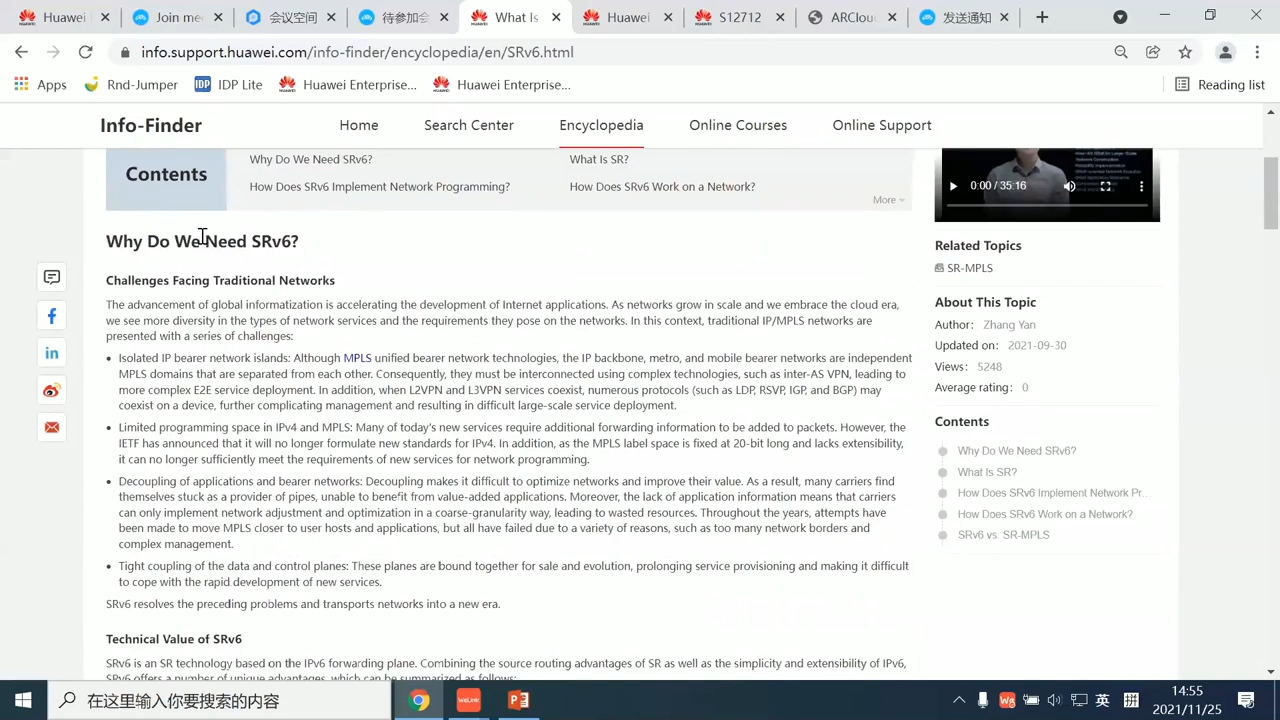 Huawei I
Join mee
会议空间
待参加会
What Is
Huawei
S12712
ARCloud
发送通知
info.support.huawei.com/info-finder/encyclopedia/en/SRv6.html
Apps
Rnd-Jumper
IDP
IDP Lite
Huawei Enterprise...
Huawei Enterprise...
Reading list
Info-Finder
Home
Search Center
Encyclopedia
Online Courses
Online Support
Contents
Why Do We Need SRv6?
What Is SR?
How Does SRv6 Implement Network Programming?
How Does SRv6 Work on a Network?
More
0:00 / 35:16
Why Do We Need SRv6?
Challenges Facing Traditional Networks
The advancement of global informatization is accelerating the development of Internet applications. As networks grow in scale and we embrace the cloud era,
we see more diversity in the types of network services and the requirements they pose on the networks. In this context, traditional IP/MPLS networks are
presented with a series of challenges:
• Isolated IP bearer network islands: Although MPLS unified bearer network technologies, the IP backbone, metro, and mobile bearer networks are independent
MPLS domains that are separated from each other. Consequently, they must be interconnected using complex technologies, such as inter-AS VPN, leading to
more complex E2E service deployment. In addition, when L2VPN and L3VPN services coexist, numerous protocols (such as LDP, RSVP, IGP, and BGP) may
coexist on a device, further complicating management and resulting in difficult large-scale service deployment.
• Limited programming space in IPv4 and MPLS: Many of today's new services require additional forwarding information to be added to packets. However, the
IETF has announced that it will no longer formulate new standards for IPv4. In addition, as the MPLS label space is fixed at 20-bit long and lacks extensibility,
it can no longer sufficiently meet the requirements of new services for network programming.
• Decoupling of applications and bearer networks: Decoupling makes it difficult to optimize networks and improve their value. As a result, many carriers find
themselves stuck as a provider of pipes, unable to benefit from value-added applications. Moreover, the lack of application information means that carriers
can only implement network adjustment and optimization in a coarse-granularity way, leading to wasted resources. Throughout the years, attempts have
been made to move MPLS closer to user hosts and applications, but all have failed due to a variety of reasons, such as too many network borders and
complex management.
• Tight coupling of the data and control planes: These planes are bound together for sale and evolution, prolonging service provisioning and making it difficult
to cope with the rapid development of new services.
SRv6 resolves the preceding problems and transports networks into a new era.
Technical Value of SRv6
SRv6 is an SR technology based on the IPv6 forwarding plane. Combining the source routing advantages of SR as well as the simplicity and extensibility of IPv6,
SRv6 offers a number of unique advantages, which can be summarized as follows:
Related Topics
SR-MPLS
About This Topic
Author: Zhang Yan
Updated on: 2021-09-30
Views: 5248
Average rating: 0
Contents
Why Do We Need SRv6?
What Is SR?
How Does SRv6 Implement Network Pr...
How Does SRv6 Work on a Network?
SRv6 vs. SR-MPLS
在这里输入你要搜索的内容
WeLink
英
拼
14:55
2021/11/25